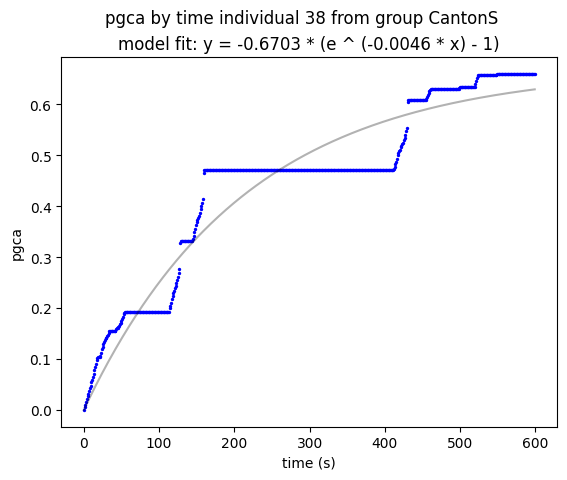 pgca by time individual 38 from group CantonS
model fit: y = -0.6703 * (e ^ (-0.0046 * x) - 1)
0.6
0.5
0.4
0.3
0.2
0.1
0.0
pgca
0 100 200 300 400 500 600
time (s)